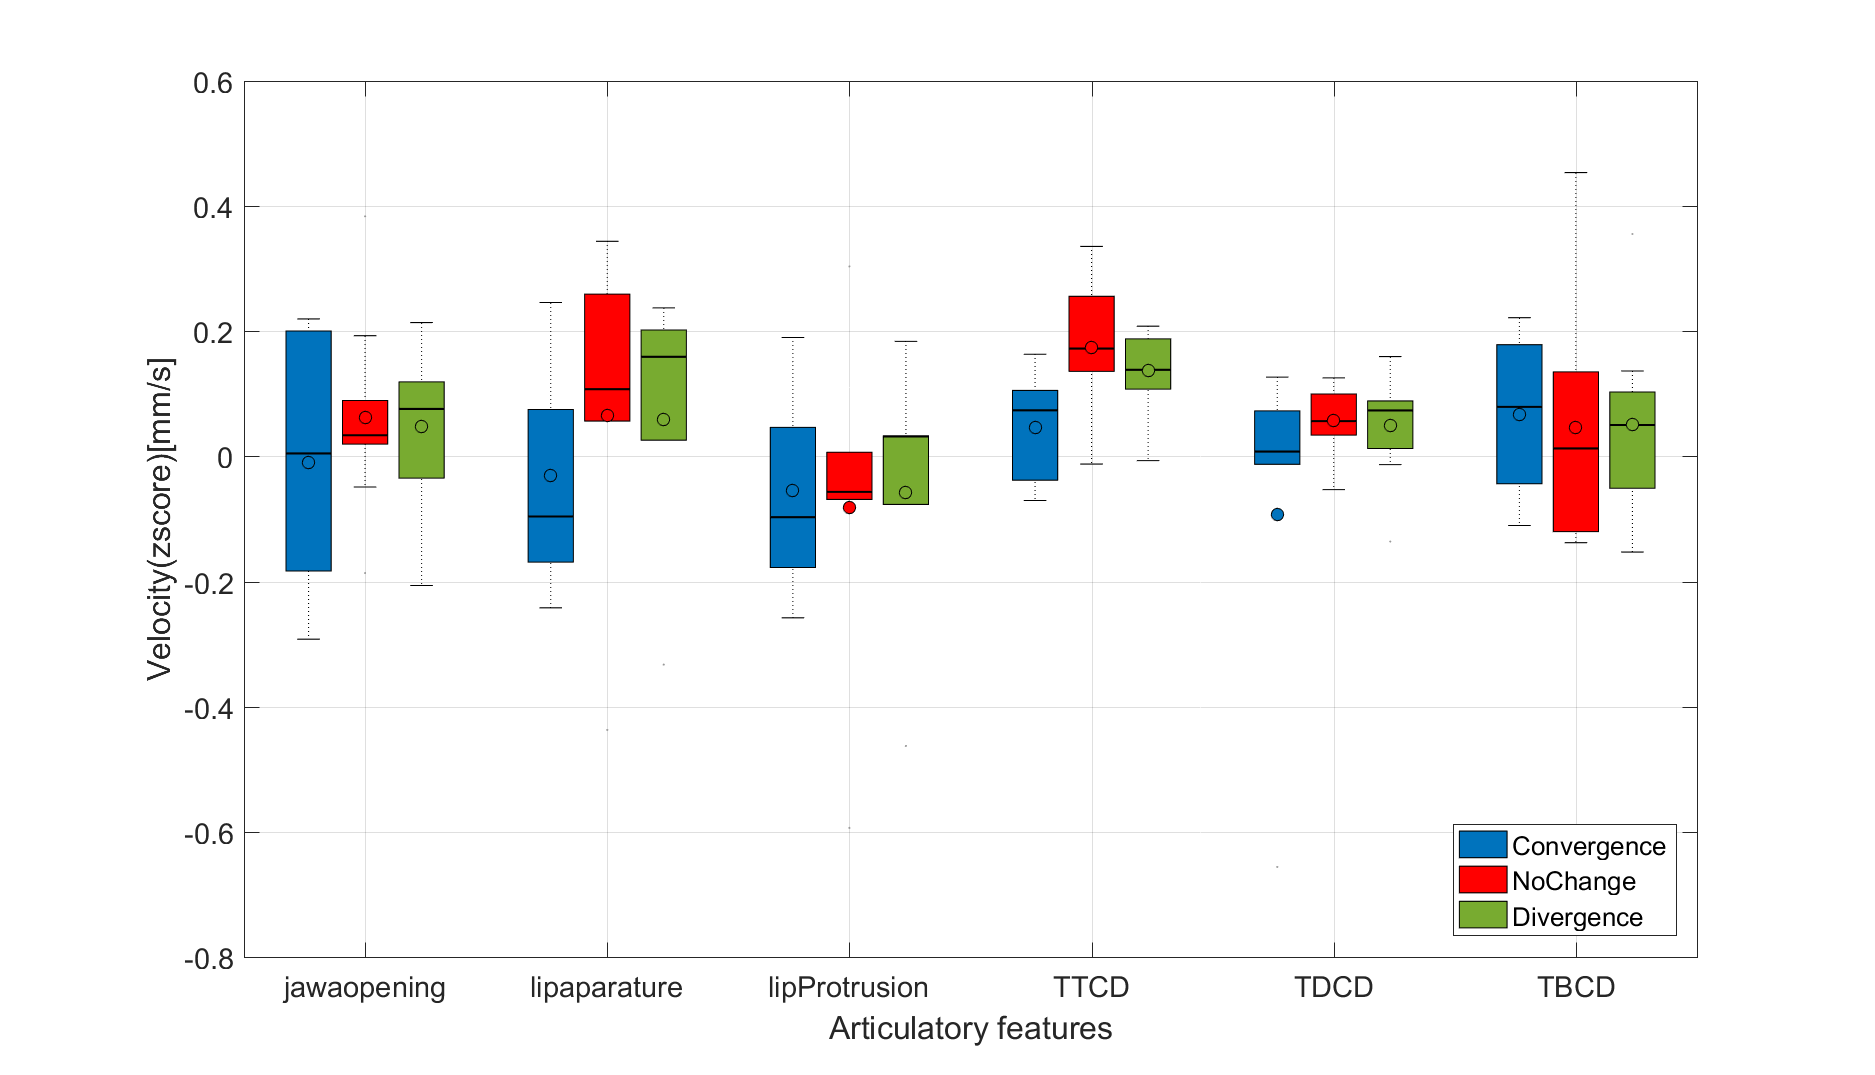 0.6
0.4
0.2
0
-0.2
-0.4
-0.6
-0.8
Velocity(zscore)[mm/s]
jawaopening lipaparature lipProtrusion TTCD TDCD TBCD
Articulatory features
Convergence
NoChange
Divergence